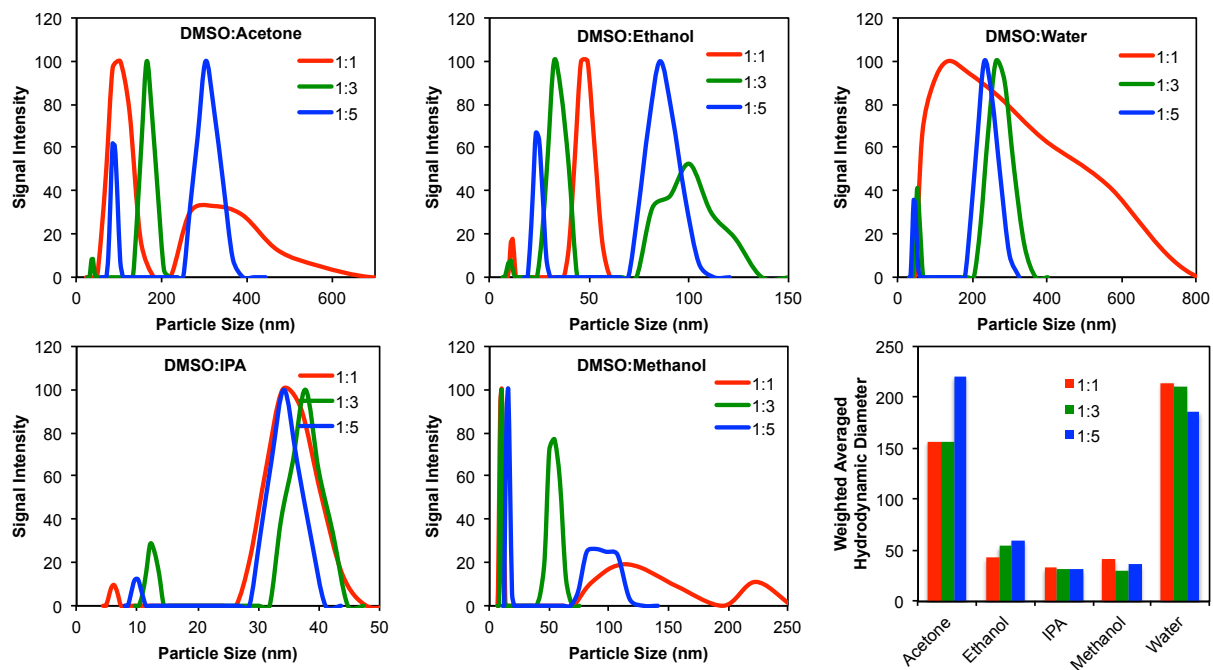 DMSO:Acetone
1:1
1:3
1:5
Signal Intensity
120
100
80
60
40
20
0
0 200 400 600
Particle Size (nm)
DMSO:Ethanol
1:1
1:3
1:5
Signal Intensity
120
100
80
60
40
20
0
0 50 100 150
Particle Size (nm)
DMSO:Water
1:1
1:3
1:5
Signal Intensity
120
100
80
60
40
20
0
0 200 400 600 800
Particle Size (nm)
DMSO:IPA
1:1
1:3
1:5
Signal Intensity
120
100
80
60
40
20
0
0 10 20 30 40 50
Particle Size (nm)
DMSO:Methanol
1:1
1:3
1:5
Signal Intensity
120
100
80
60
40
20
0
0 50 100 150 200 250
Particle Size (nm)
1:1
1:3
1:5
Weighted Averaged
Hydrodynamic Diameter
250
200
150
100
50
0
Acetone
Ethanol
IPA
Methanol
Water